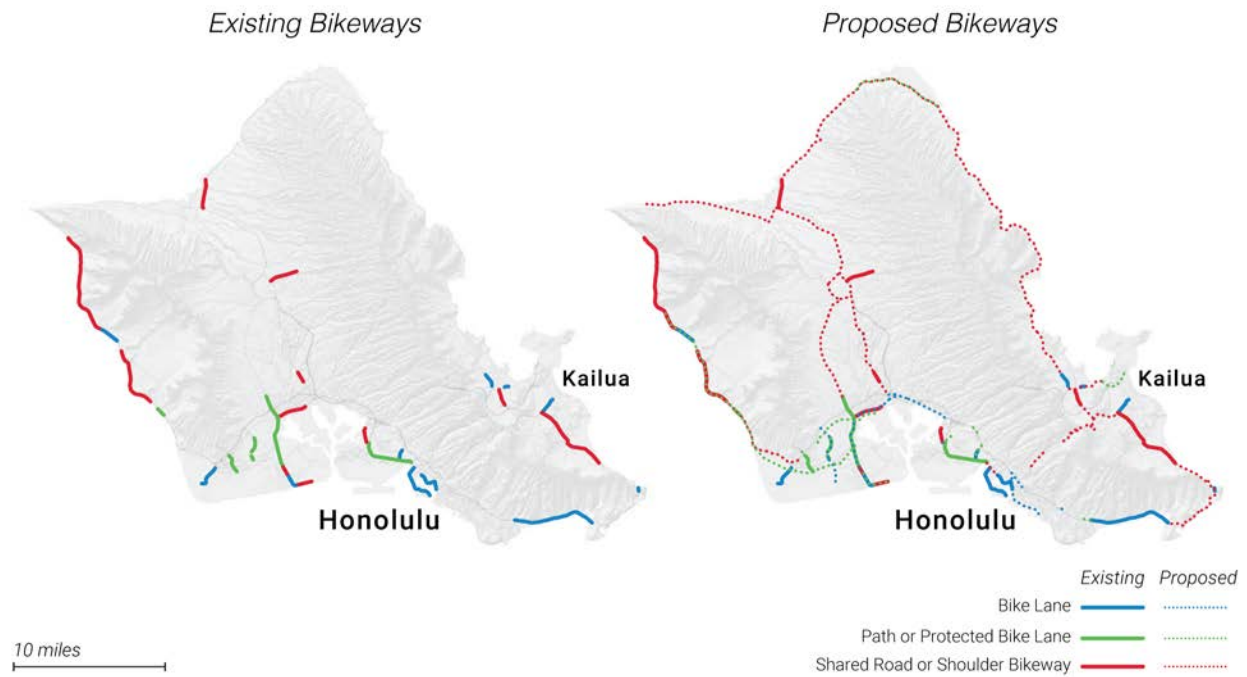 Existing Bikeways
Proposed Bikeways
Kailua
Kailua
Honolulu
Honolulu
Existing Proposed
Bike Lane
Path or Protected Bike Lane
Shared Road or Shoulder Bikeway
10 miles